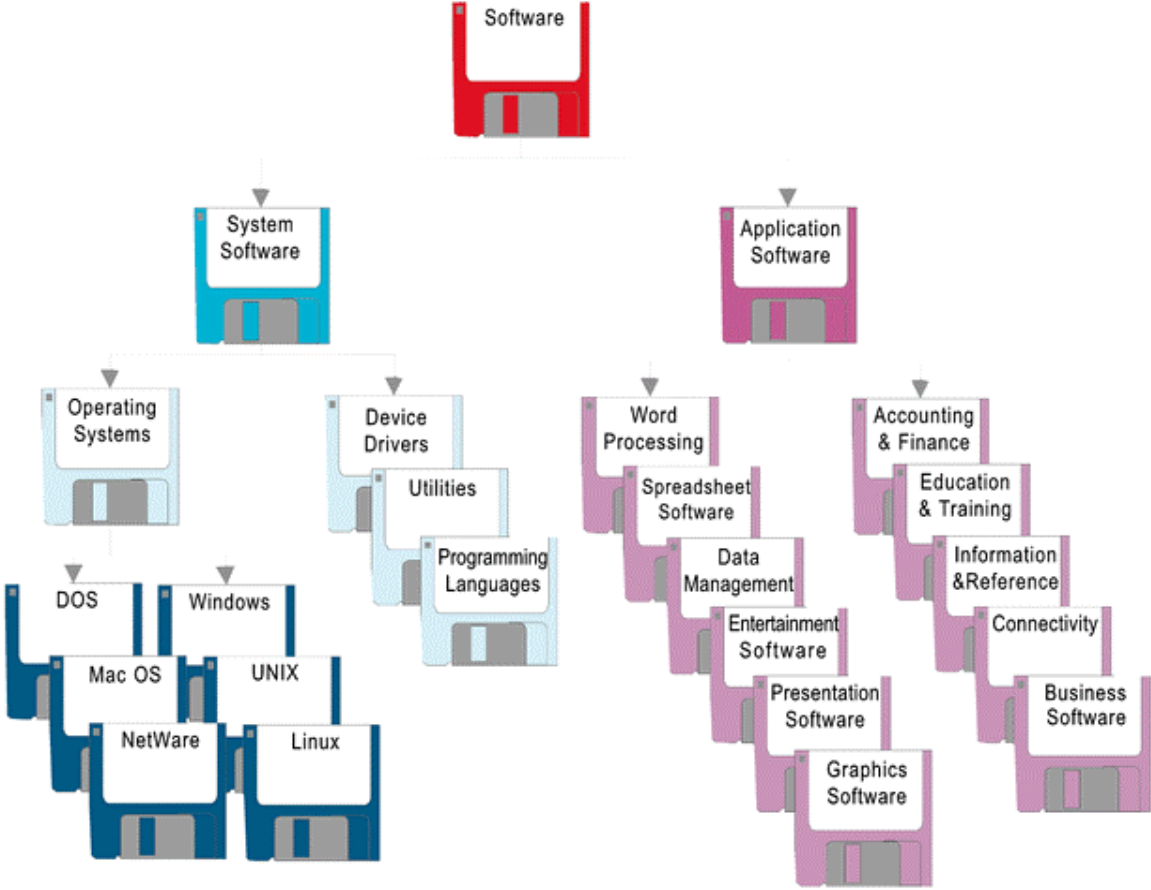 Software
System
Software
Application
Software
Operating
Systems
Device
Drivers
Utilities
Programming
Languages
DOS
Mac OS
NetWare
Windows
UNIX
Linux
Word
Processing
Spreadsheet
Software
Data
Management
Entertainment
Software
Presentation
Software
Graphics
Software
Accounting
& Finance
Education
& Training
Information
&Reference
Connectivity
Business
Software